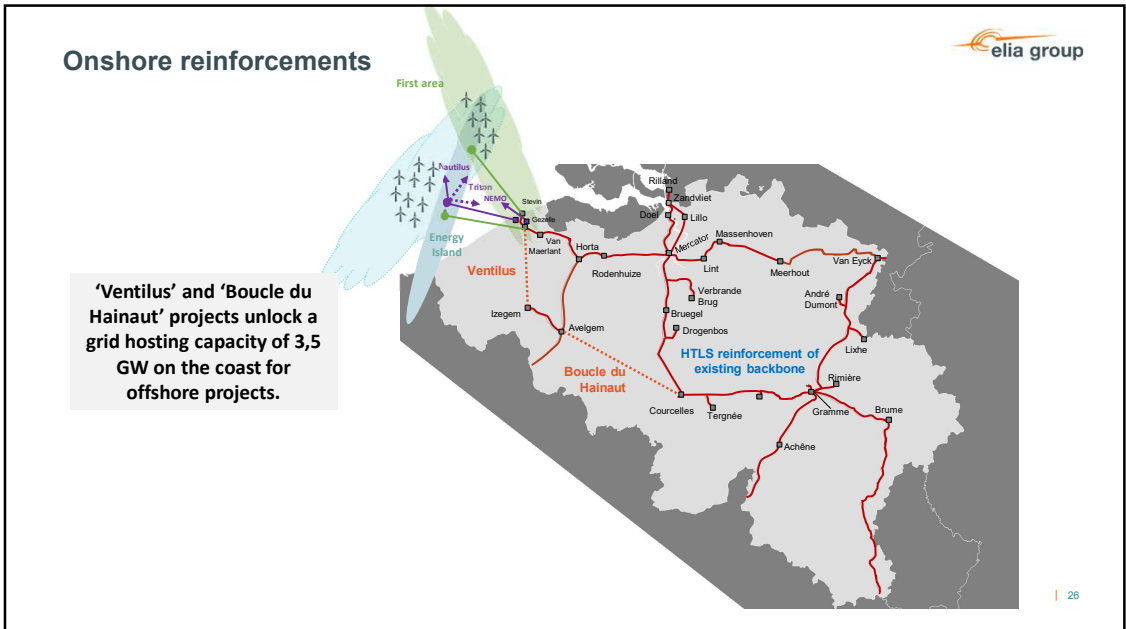 Onshore reinforcements
elia group
First area
Nautilus
Triton
NEMO
Stevin
Gezelle
Energy
Island
Van
Maerlant
Horta
Rodenhuize
Rilland
Zandvliet
Doel
Lillo
Mercator
Massenhoven
Lint
Meerhout
Van Eyck
Ventilus
Izegem
Avelgem
Verbrande
Brug
Bruegel
Drogenbos
André
Dumont
Lixhe
HTLS reinforcement of
existing backbone
Boucle du
Hainaut
Rimière
Courcelles
Tergnée
Gramme
Brume
Achêne
‘Ventilus’ and ‘Boucle du
Hainaut’ projects unlock a
grid hosting capacity of 3,5
GW on the coast for
offshore projects.
| 26